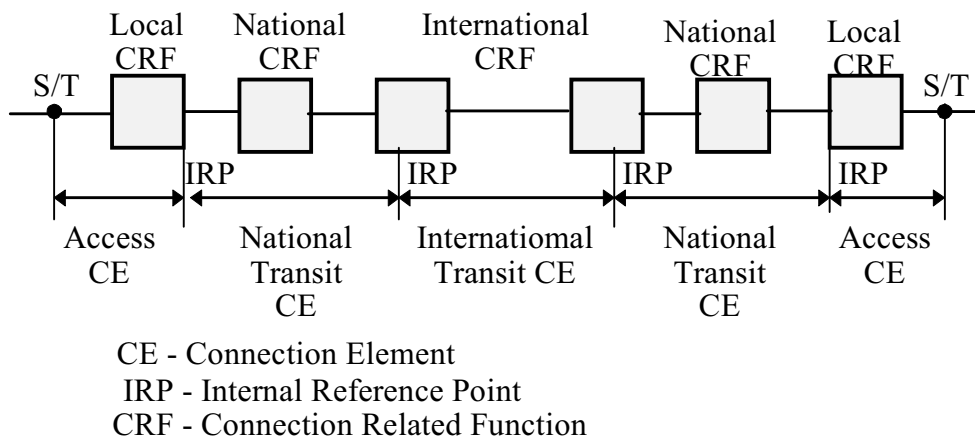 Local
CRF
National
CRF
International
CRF
National
CRF
Local
CRF
S/T
S/T
IRP
IRP
IRP
IRP
Access
CE
National
Transit
CE
Internatiomal
Transit CE
National
Transit
CE
Access
CE
CE - Connection Element
IRP - Internal Reference Point
CRF - Connection Related Function